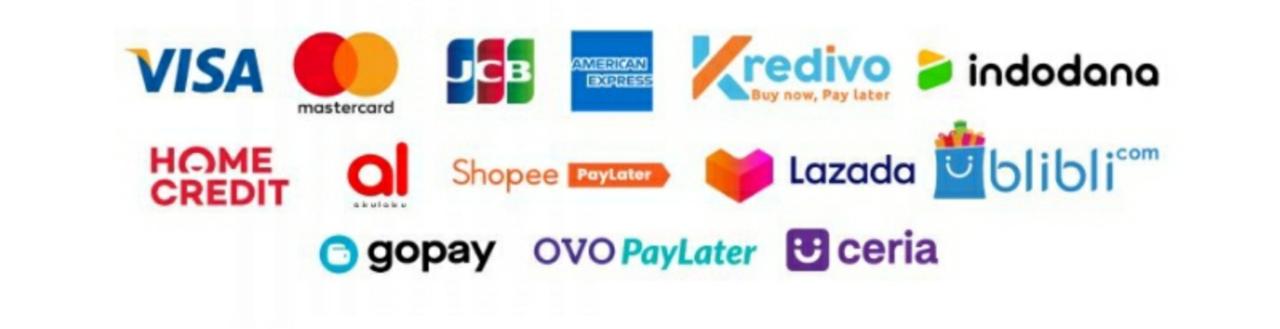 VISA
mastercard
JCB
AMERICAN
EXPRESS
Kredivo
Buy now, Pay later
indodana
HOME
CREDIT
al
akulaku
Shopee PayLater
Lazada
blibli.com
gopay
OVO PayLater
ceria